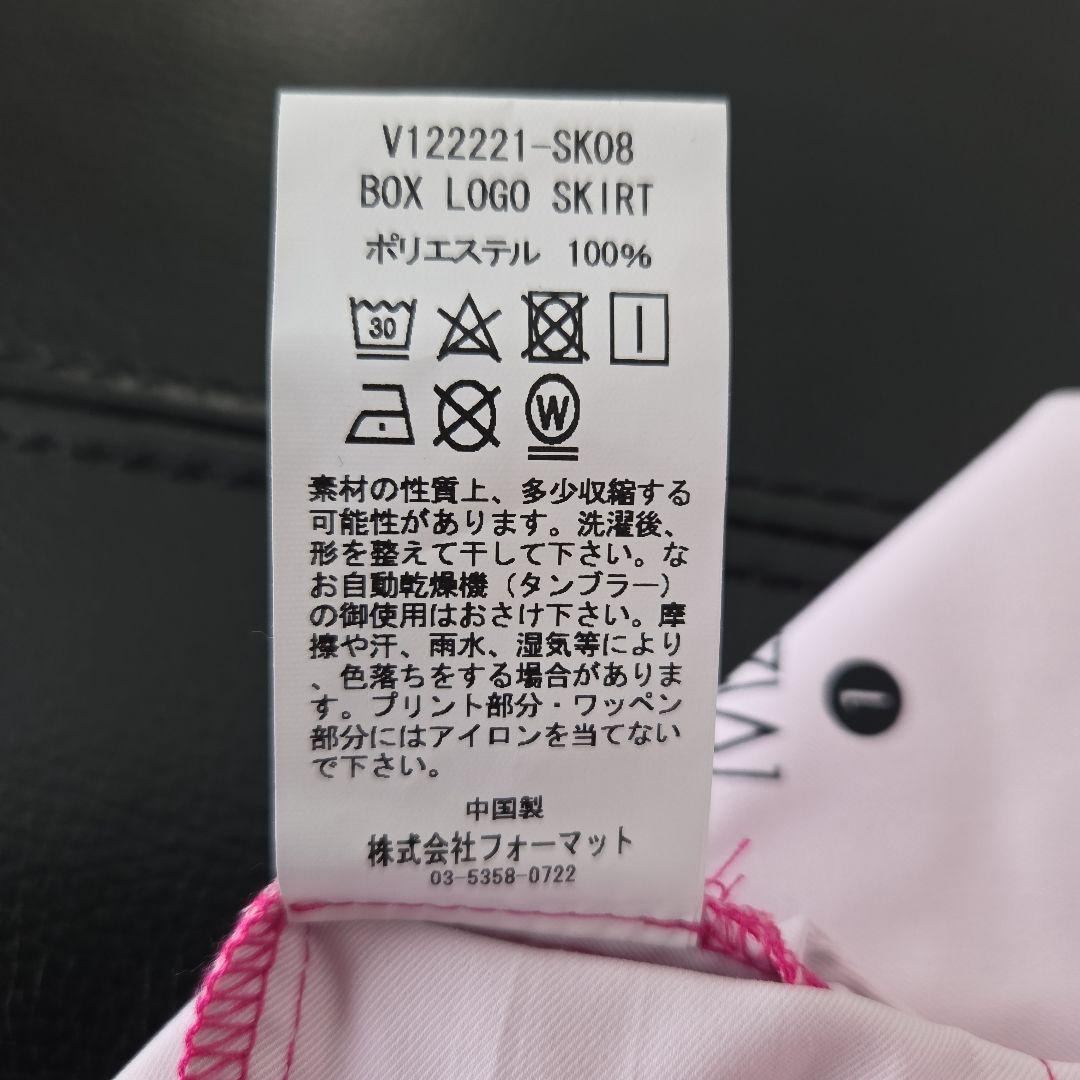 V122221-SK08
BOX LOGO SKIRT
ポリエステル 100%
30
W
素材の性質上、多少収縮する
可能性があります。洗濯後、
形を整えて干して下さい。な
お自動乾燥機(タンブラー)
の御使用はおさけ下さい。摩
擦や汗、雨水、湿気等により
、色落ちをする場合がありま
す。プリント部分・ワッペン
部分にはアイロンを当てない
で下さい。
中国製
株式会社フォーマット
03-5358-0722